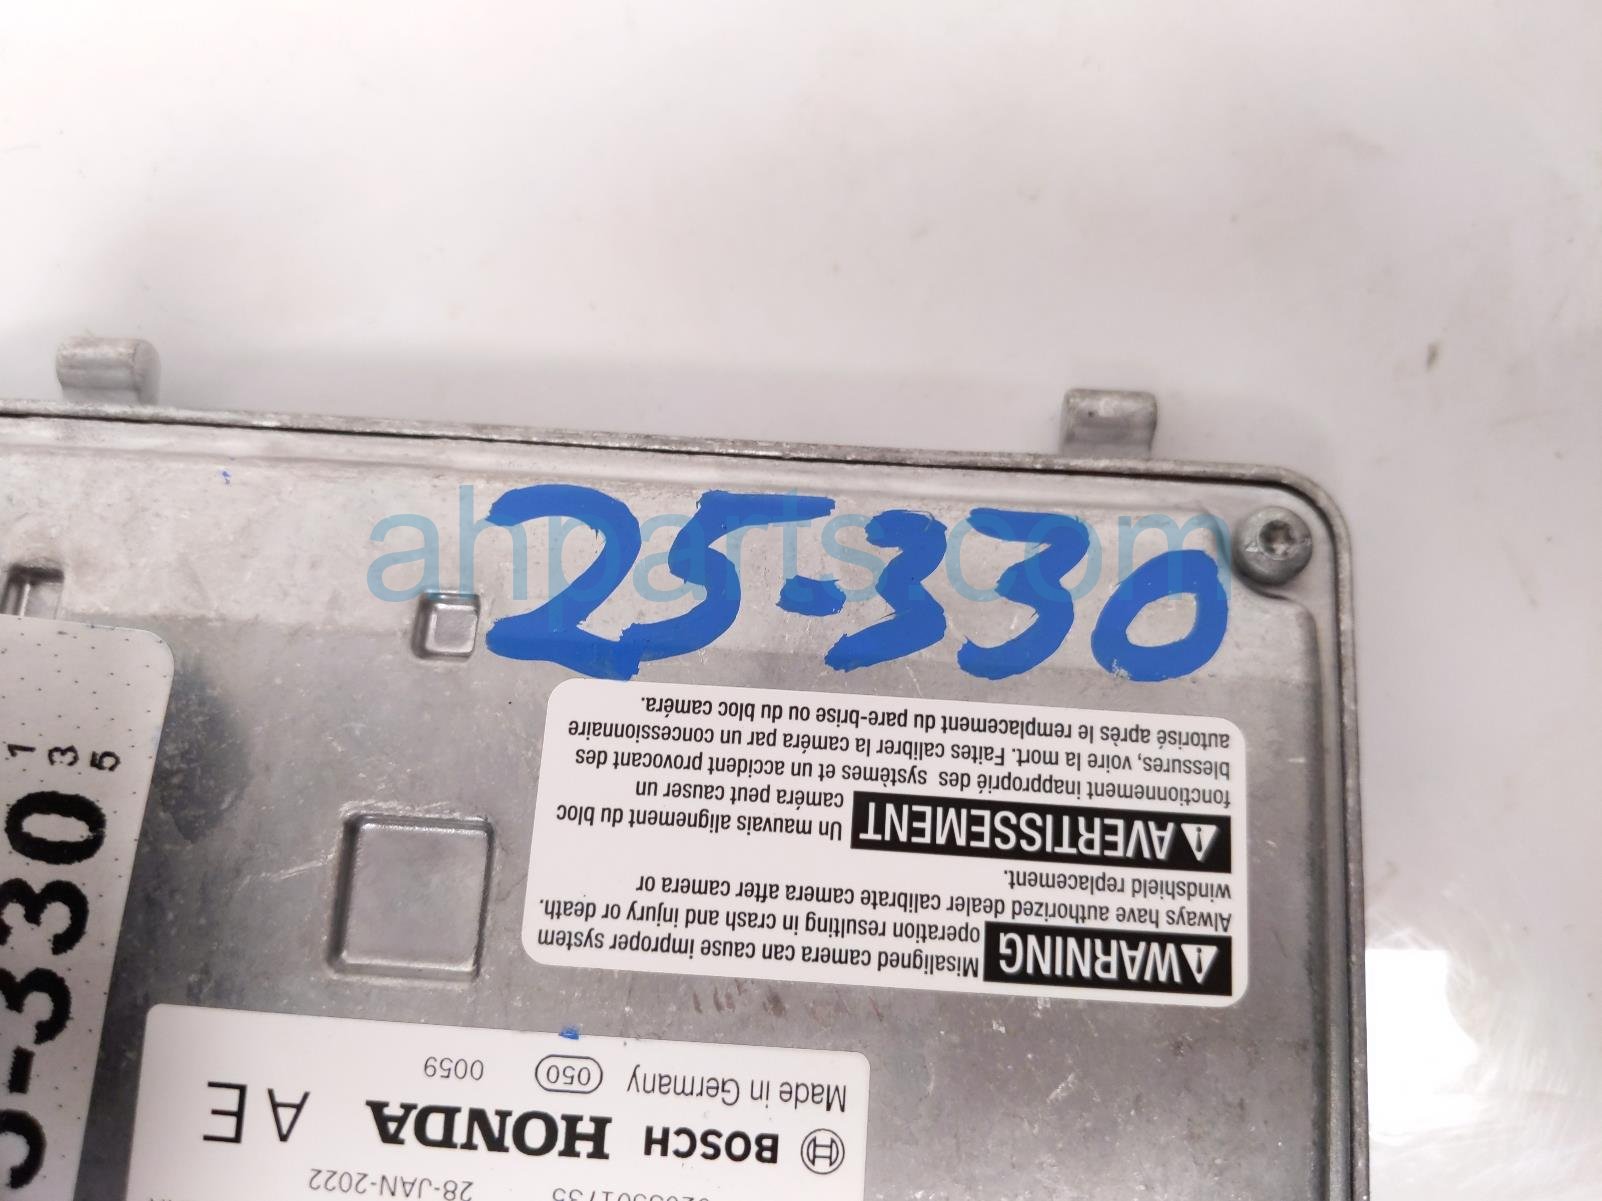 25-330
ahparts.com
WARNING Misaligned camera can cause improper system
operation resulting in crash and injury or death.
Always have authorized dealer calibrate camera after camera or
windshield replacement.
AVERTISSEMENT Un mauvais alignement du bloc
caméra peut causer un
fonctionnement inapproprié des systèmes et un accident provocant des
blessures, voire la mort. Faites calibrer la caméra par un concessionnaire
autorisé après le remplacement du pare-brise ou du bloc caméra.
28-JAN-2022
BOSCH HONDA AE
Made in Germany 050 0059
-330
1
3
5